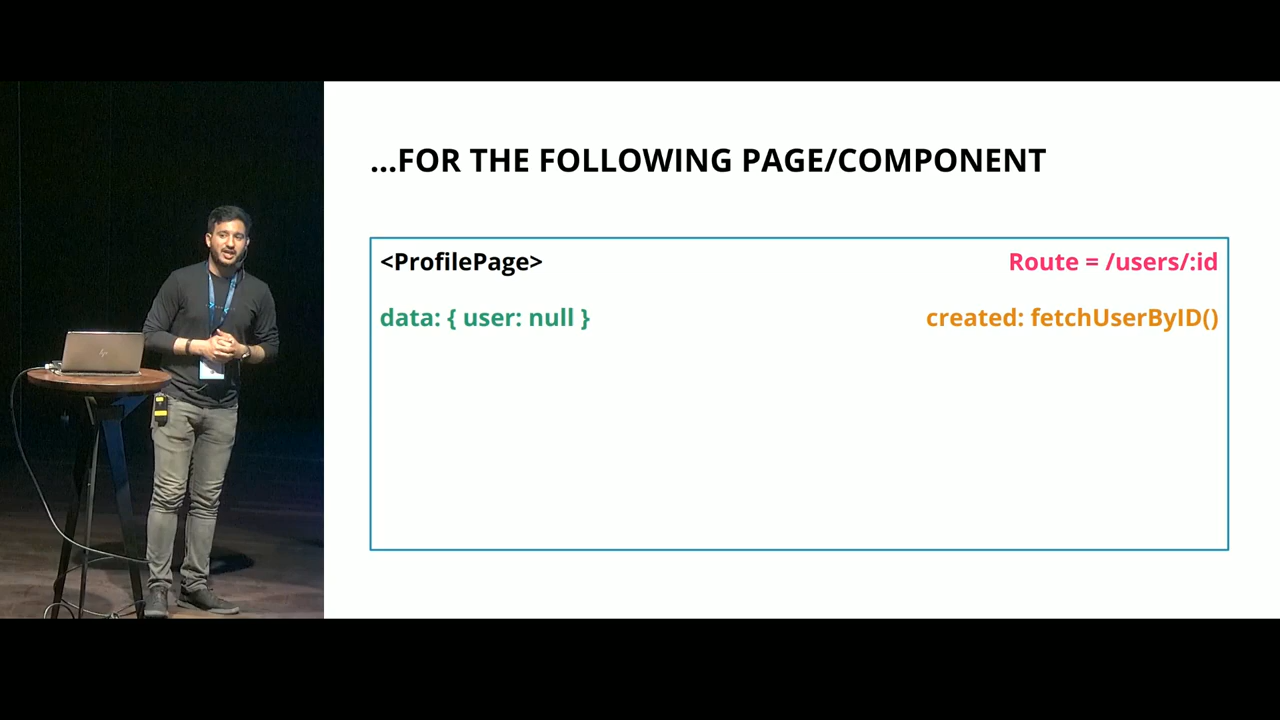 ...FOR THE FOLLOWING PAGE/COMPONENT
<ProfilePage>
Route = /users/:id
data: { user: null }
created: fetchUserByID()